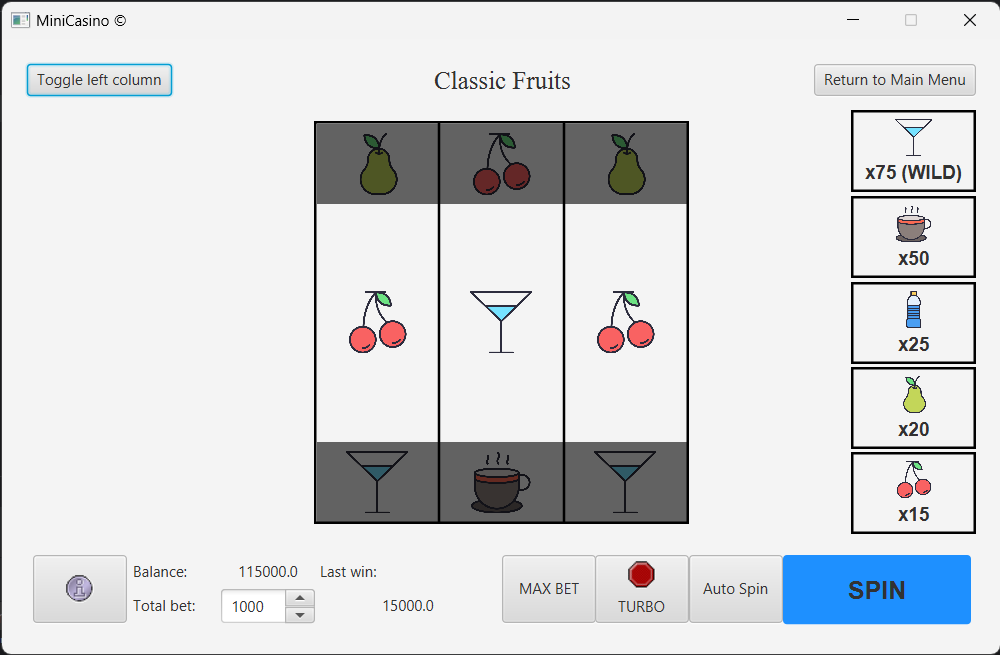 MiniCasino ©
Toggle left column
Classic Fruits
Return to Main Menu
x75 (WILD)
x50
x25
x20
x15
Balance: 115000.0 Last win:
Total bet: 1000 15000.0
MAX BET
TURBO
Auto Spin
SPIN